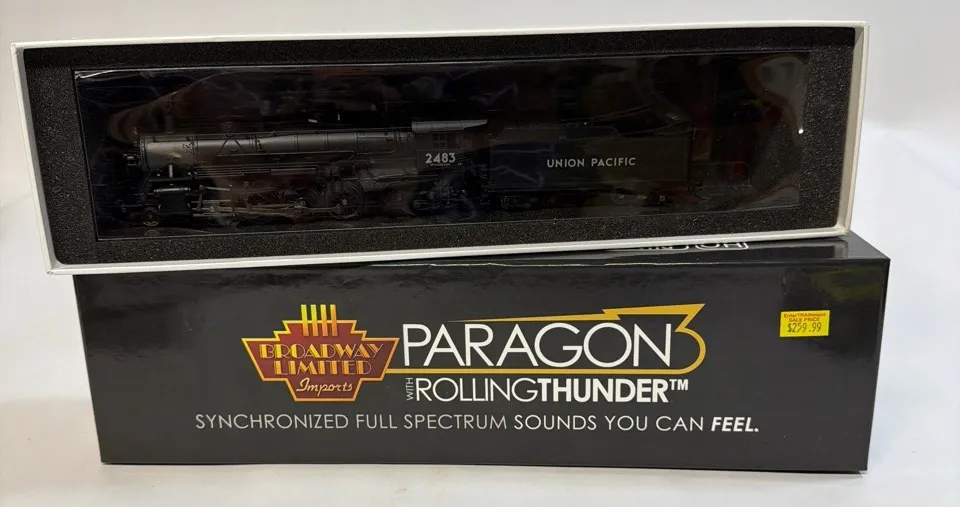 2483
UNION PACIFIC
EnterTRAINment
SALE PRICE
$259.99
BROADWAY
LIMITED
Imports
PARAGON3
WITH ROLLINGTHUNDER™
SYNCHRONIZED FULL SPECTRUM SOUNDS YOU CAN FEEL.